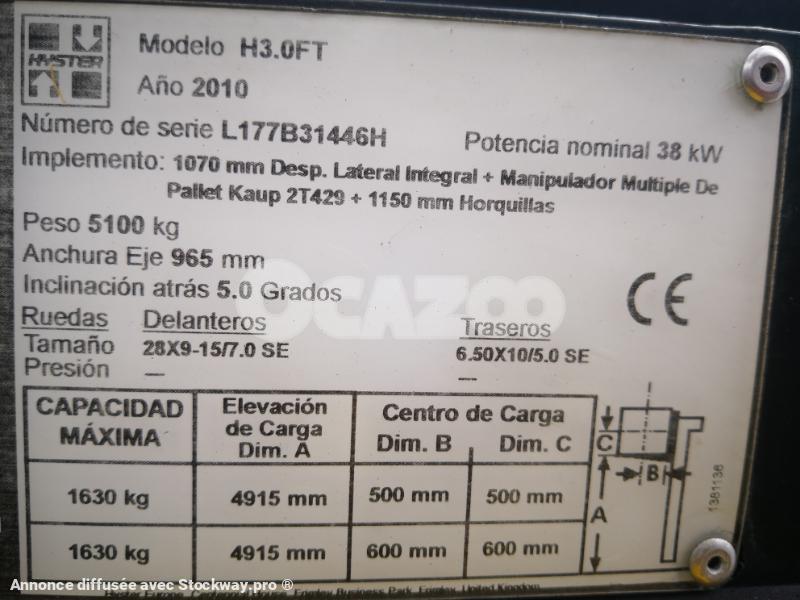 HYSTER
Modelo H3.0FT
Año 2010
Número de serie L177B31446H Potencia nominal 38 kW
Implemento: 1070 mm Desp. Lateral Integral + Manipulador Multiple De
Pallet Kaup 2T429 + 1150 mm Horquillas
Peso 5100 kg
Anchura Eje 965 mm
Inclinación atrás 5.0 Grados
OCAZOO
CE
Ruedas Delanteros Traseros
Tamaño 28X9-15/7.0 SE 6.50X10/5.0 SE
Presión — —
CAPACIDAD MÁXIMA Elevación de Carga Dim. A Centro de Carga Dim. B Dim. C
1630 kg 4915 mm 500 mm 500 mm
1630 kg 4915 mm 600 mm 600 mm
C
B
A
1381136
Annonce diffusée avec Stockway.pro ®
Business Park, United Kingdom